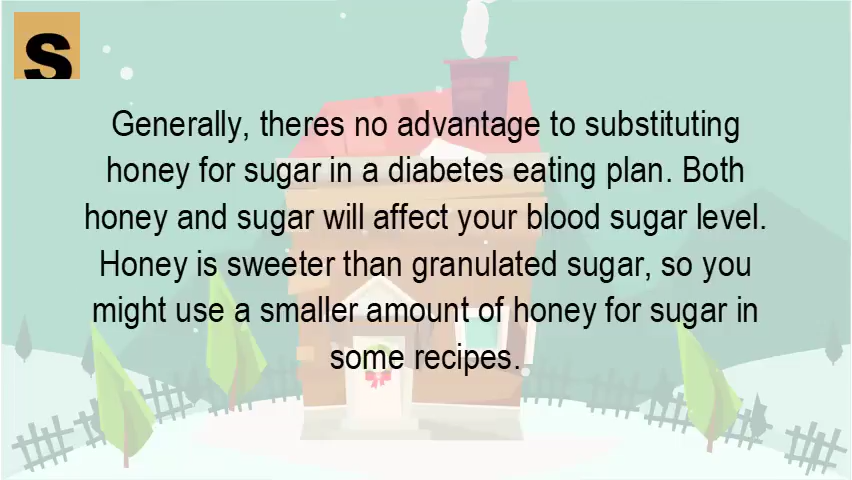 S
Generally, theres no advantage to substituting
honey for sugar in a diabetes eating plan. Both
honey and sugar will affect your blood sugar level.
Honey is sweeter than granulated sugar, so you
might use a smaller amount of honey for sugar in
some recipes.